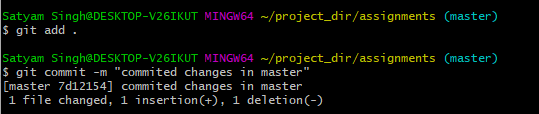 Satyam Singh@DESKTOP-V26IKUT MINGW64 ~/project_dir/assignments (master)
$ git add .
Satyam Singh@DESKTOP-V26IKUT MINGW64 ~/project_dir/assignments (master)
$ git commit -m "commited changes in master"
[master 7d12154] commited changes in master
 1 file changed, 1 insertion(+), 1 deletion(-)